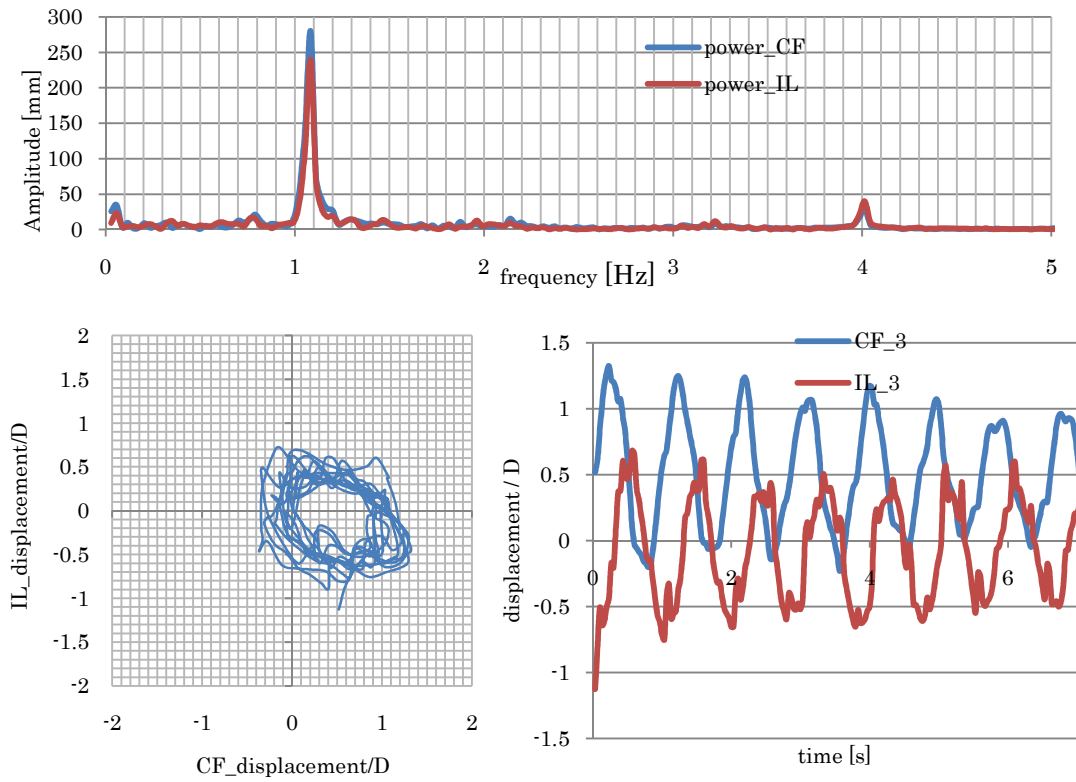 300
250
200
150
100
50
0
Amplitude [mm]
power_CF
power_IL
0 1 2 3 4 5
frequency [Hz]
2
1.5
1
0.5
0
-0.5
-1
-1.5
-2
IL_displacement/D
-2 -1 0 1 2
CF_displacement/D
1.5
1
0.5
0
-0.5
-1
-1.5
displacement / D
CF_3
IL_3
0 2 4 6
time [s]